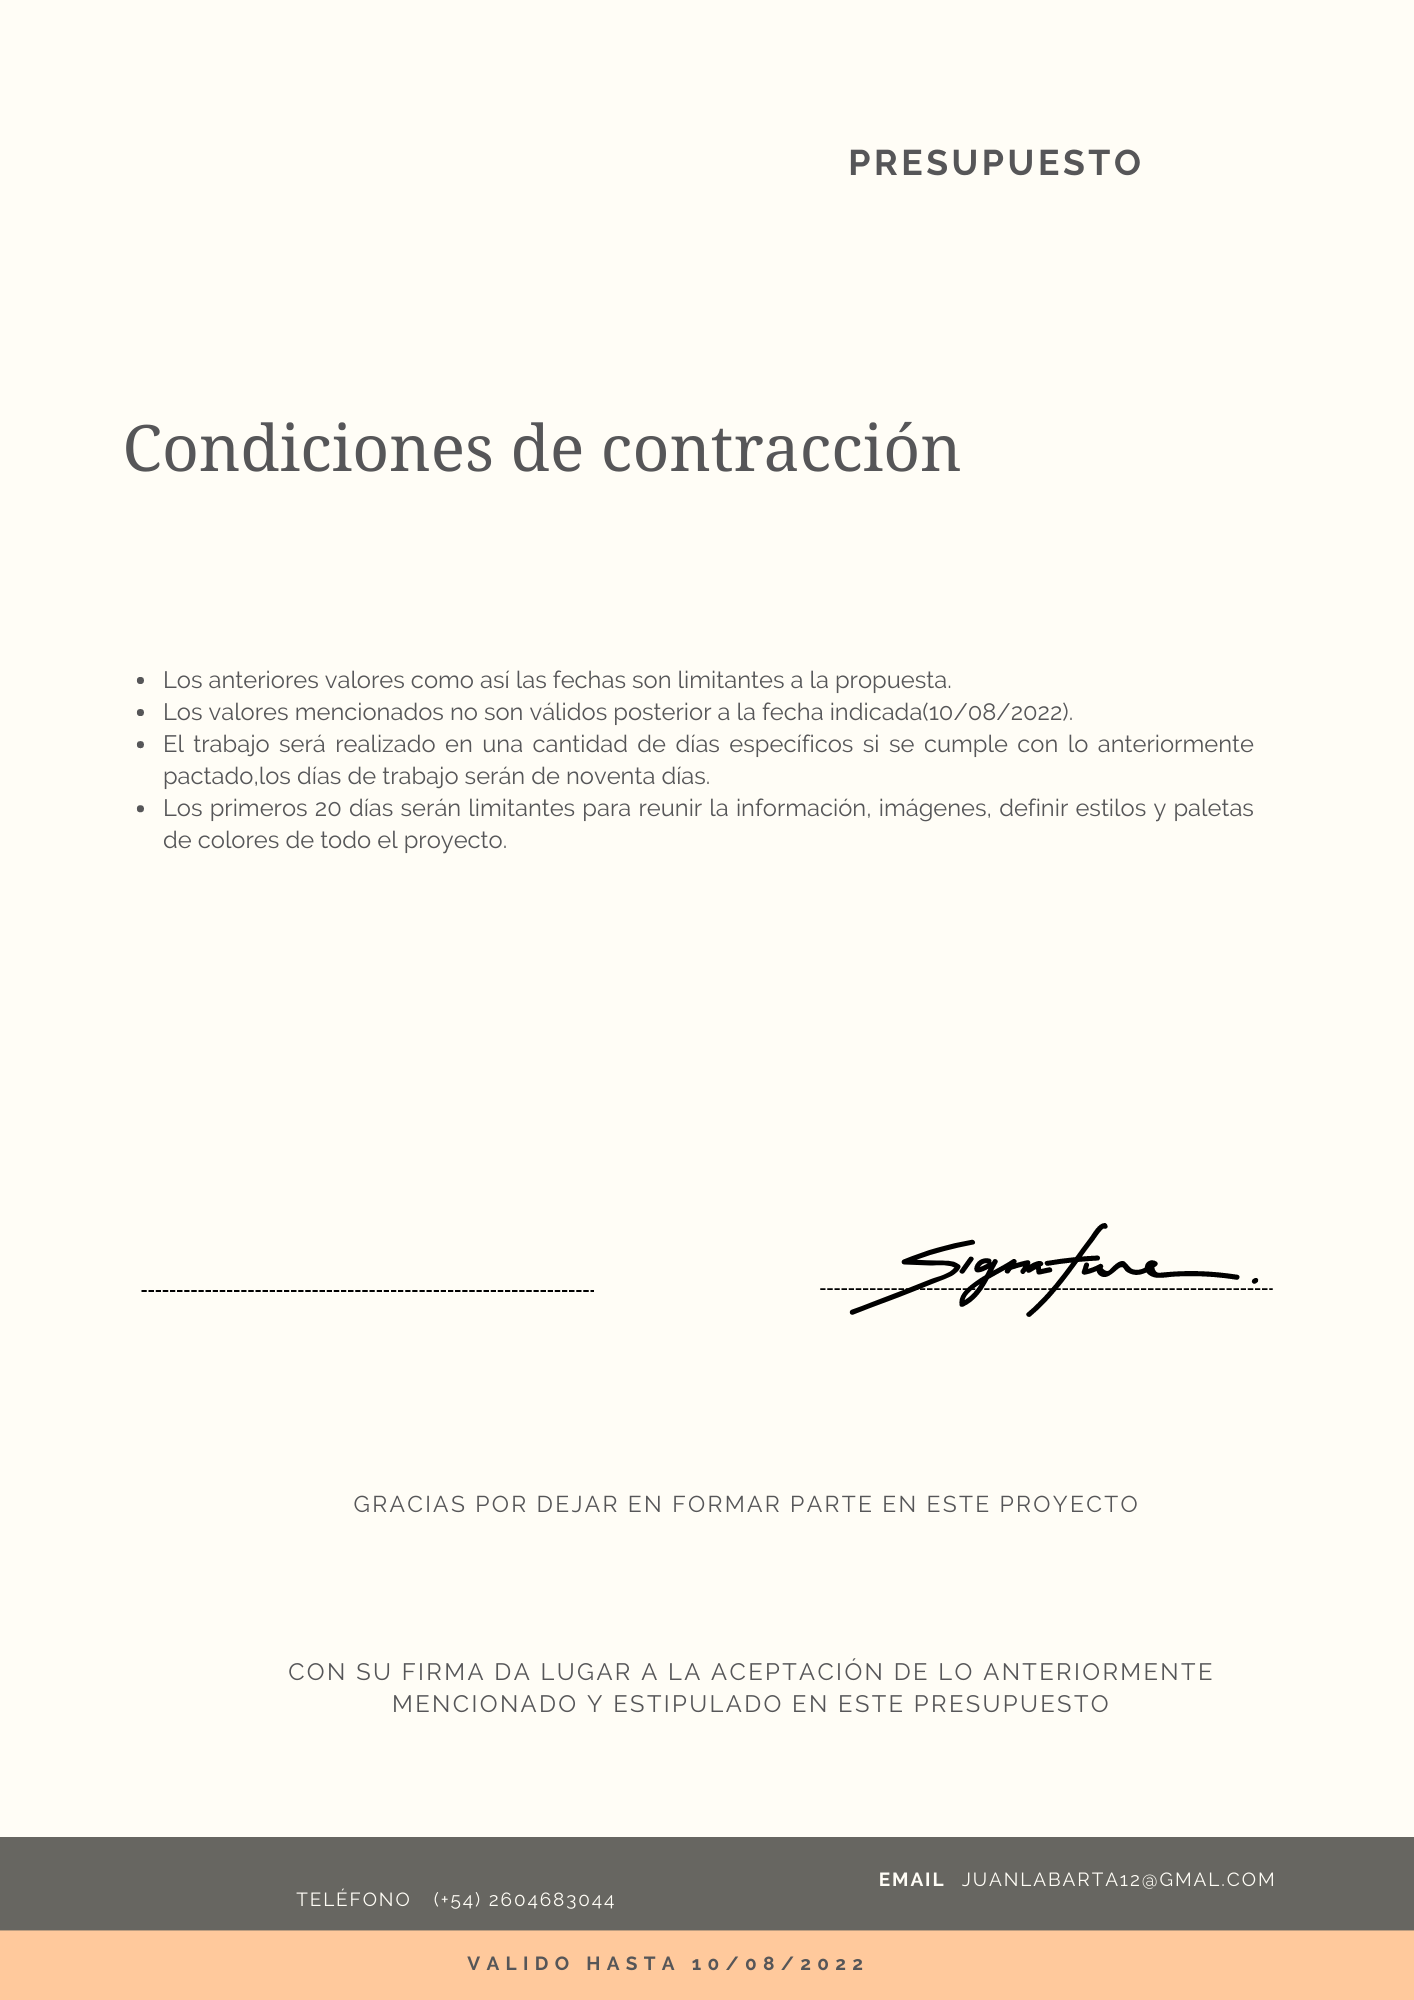 PRESUPUESTO
Condiciones de contracción
• Los anteriores valores como así las fechas son limitantes a la propuesta.
• Los valores mencionados no son válidos posterior a la fecha indicada(10/08/2022).
• El trabajo será realizado en una cantidad de días específicos si se cumple con lo anteriormente
pactado,los días de trabajo serán de noventa días.
• Los primeros 20 días serán limitantes para reunir la información, imágenes, definir estilos y paletas
de colores de todo el proyecto.
Signature
GRACIAS POR DEJAR EN FORMAR PARTE EN ESTE PROYECTO
CON SU FIRMA DA LUGAR A LA ACEPTACIÓN DE LO ANTERIORMENTE
MENCIONADO Y ESTIPULADO EN ESTE PRESUPUESTO
EMAIL JUANLABARTA12@GMAL.COM
TELÉFONO (+54) 2604683044
VALIDO HASTA 10/08/2022